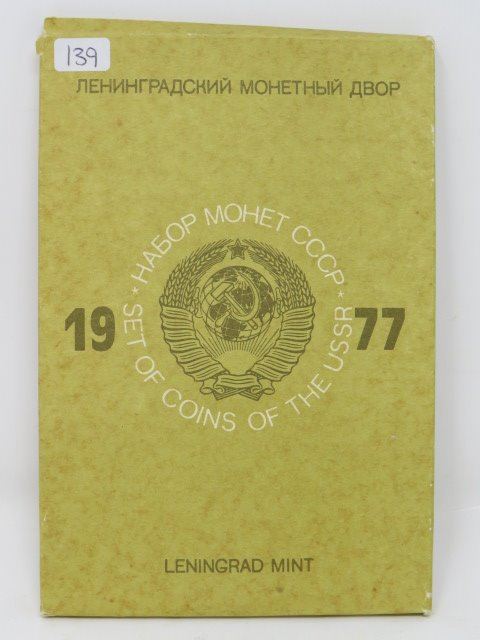 139
ЛЕНИНГРАДСКИЙ МОНЕТНЫЙ ДВОР
* НАБОР МОНЕТ СССР *
19 77
SET OF COINS OF THE USSR
LENINGRAD MINT